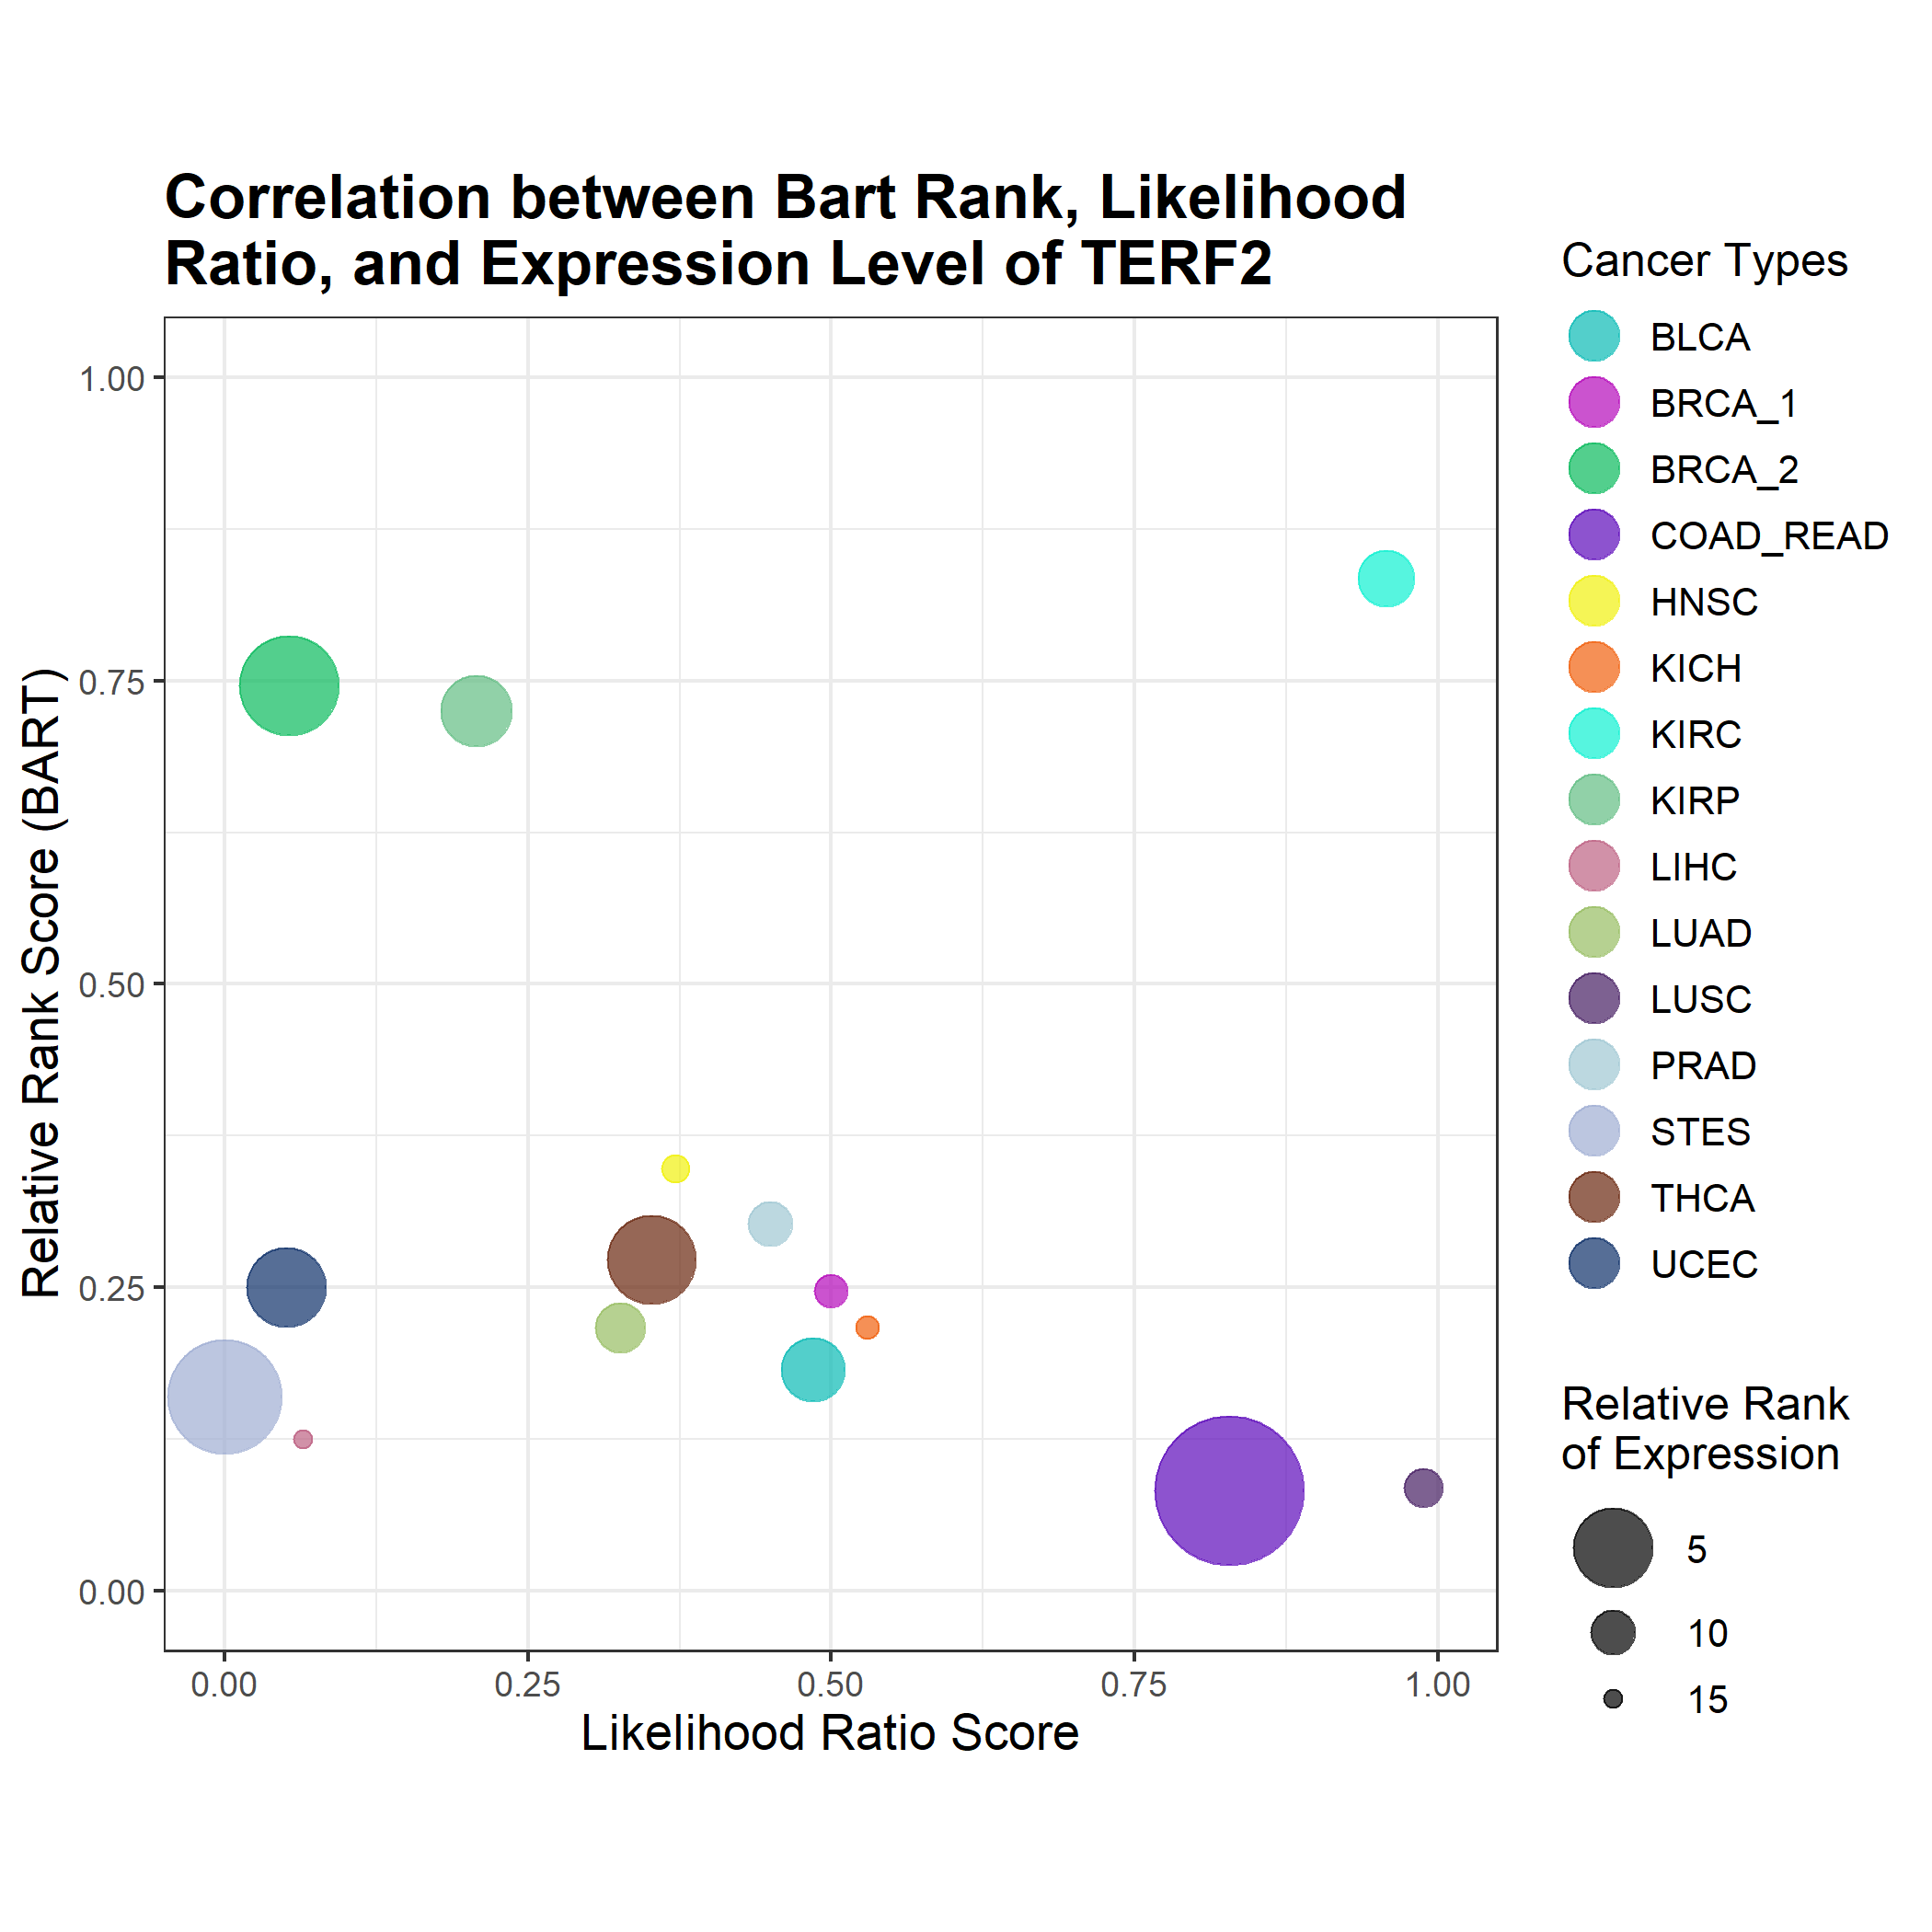 Correlation between Bart Rank, Likelihood
Ratio, and Expression Level of TERF2
Relative Rank Score (BART)
1.00
0.75
0.50
0.25
0.00
0.00 0.25 0.50 0.75 1.00
Likelihood Ratio Score
Cancer Types
BLCA
BRCA_1
BRCA_2
COAD_READ
HNSC
KICH
KIRC
KIRP
LIHC
LUAD
LUSC
PRAD
STES
THCA
UCEC
Relative Rank
of Expression
5
10
15